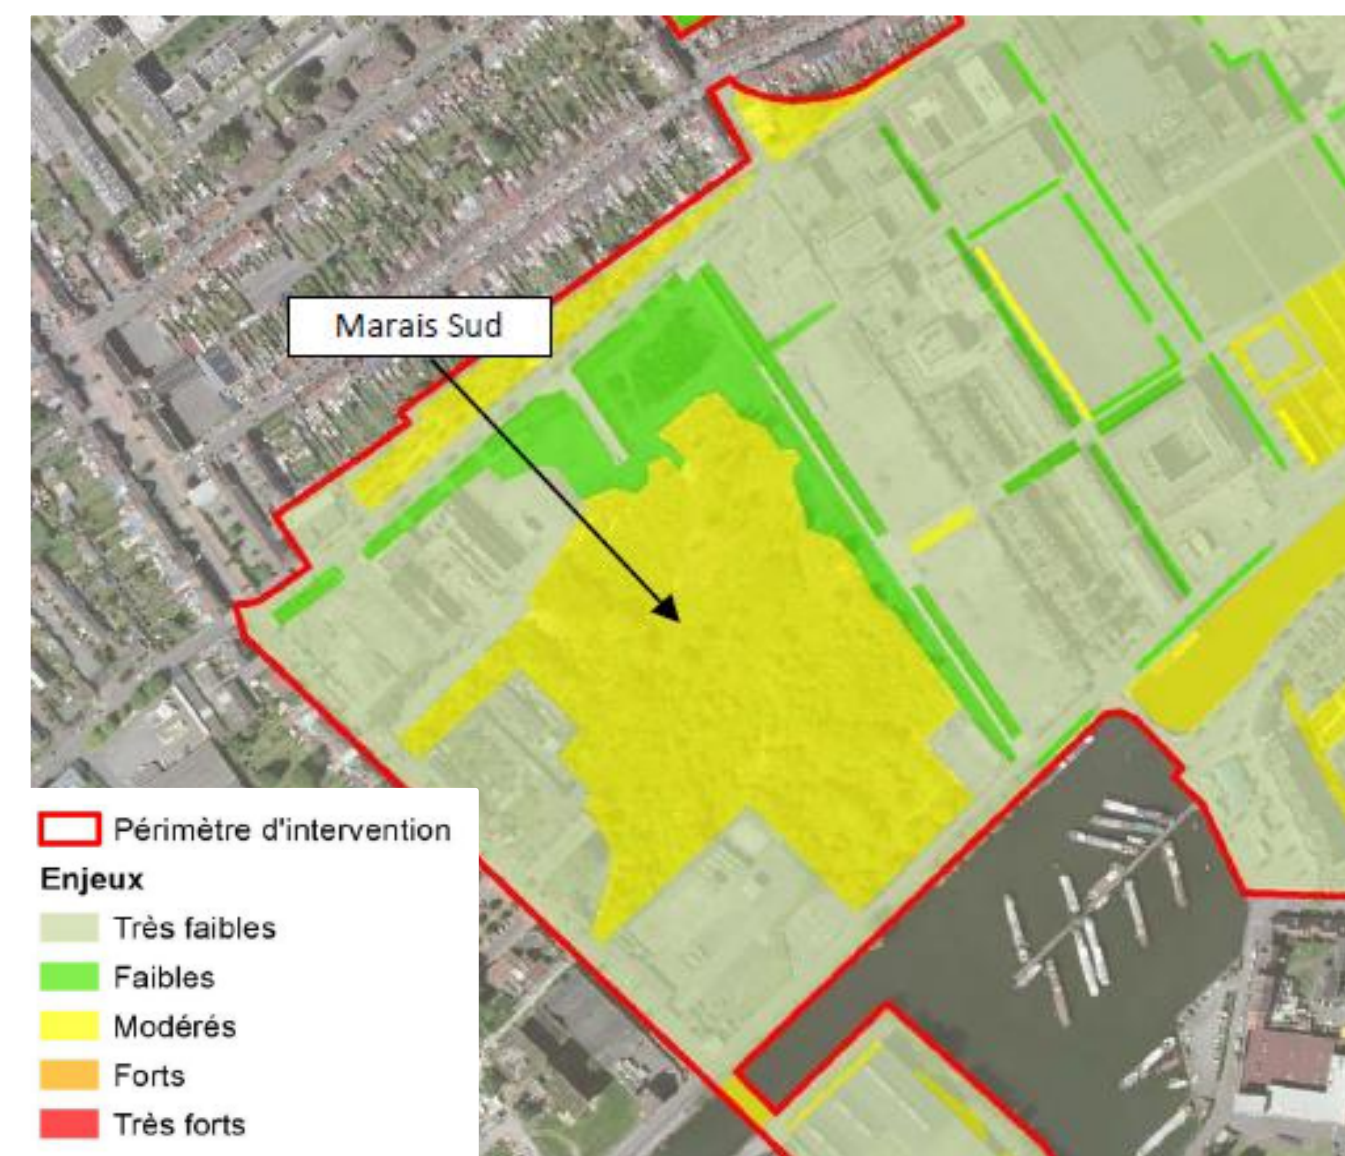 Marais Sud
Périmètre d'intervention
Enjeux
Très faibles
Faibles
Modérés
Forts
Très forts